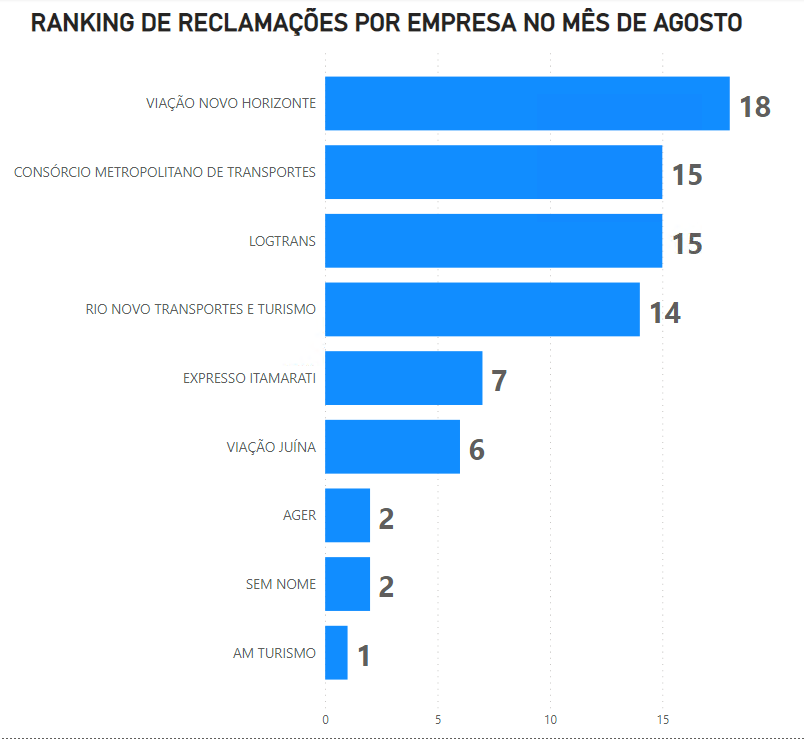 RANKING DE RECLAMAÇÕES POR EMPRESA NO MÊS DE AGOSTO
VIAÇÃO NOVO HORIZONTE 18
CONSÓRCIO METROPOLITANO DE TRANSPORTES 15
LOGTRANS 15
RIO NOVO TRANSPORTES E TURISMO 14
EXPRESSO ITAMARATI 7
VIAÇÃO JUÍNA 6
AGER 2
SEM NOME 2
AM TURISMO 1
0 5 10 15